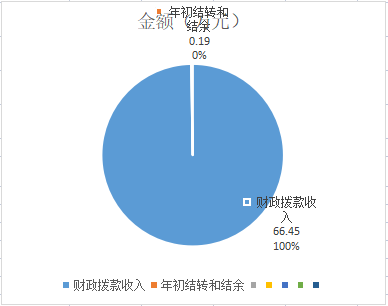 金额（万元）
年初结转和
结余
0.19
0%
财政拨款收
入
66.45
100%
财政拨款收入 年初结转和结余